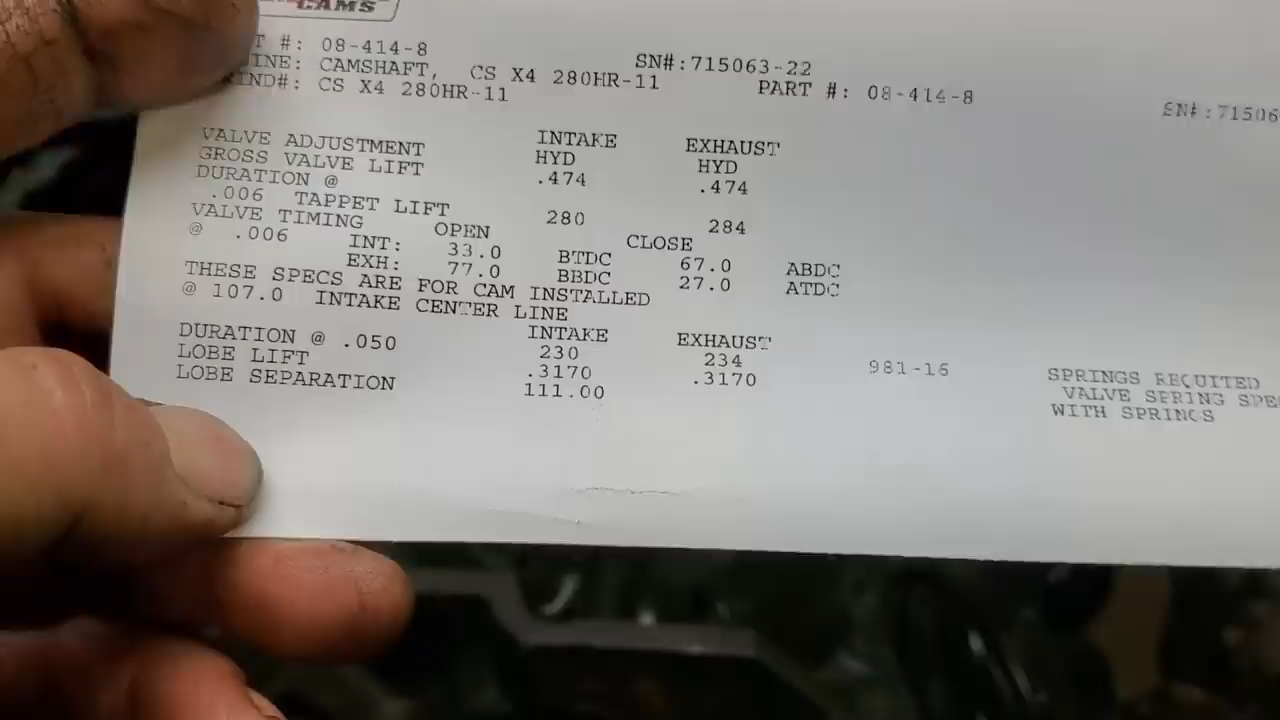 CAMS
T #: 08-414-8 SN#:715063-22 PART #: 08-414-8 SN#:71506
INE: CAMSHAFT, CS X4 280HR-11
RIND#: CS X4 280HR-11
INTAKE EXHAUST
VALVE ADJUSTMENT HYD HYD
GROSS VALVE LIFT .474 .474
DURATION @
.006 TAPPET LIFT 280 284
VALVE TIMING OPEN CLOSE
@ .006 INT: 33.0 BTDC 67.0 ABDC
EXH: 77.0 BBDC 27.0 ATDC
THESE SPECS ARE FOR CAM INSTALLED
@ 107.0 INTAKE CENTER LINE
INTAKE EXHAUST
DURATION @ .050 230 234
LOBE LIFT .3170 .3170
LOBE SEPARATION 111.00
981-16 SPRINGS REQUITED
VALVE SPRING SPE
WITH SPRINGS